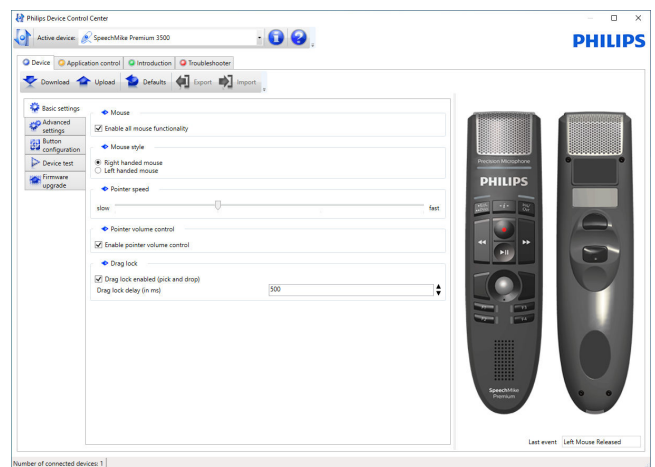 Philips Device Control Center
Active device: SpeechMike Premium 3500
PHILIPS
Device Application control Introduction Troubleshooter
Download Upload Defaults Export Import
Basic settings
Advanced settings
Button configuration
Device test
Firmware upgrade
Mouse
Enable all mouse functionality
Mouse style
Right handed mouse
Left handed mouse
Pointer speed
slow fast
Pointer volume control
Enable pointer volume control
Drag lock
Drag lock enabled (pick and drop)
Drag lock delay (in ms) 500
Precision Microphone
PHILIPS
SpeechMike
Premium
Last event Left Mouse Released
Number of connected devices: 1